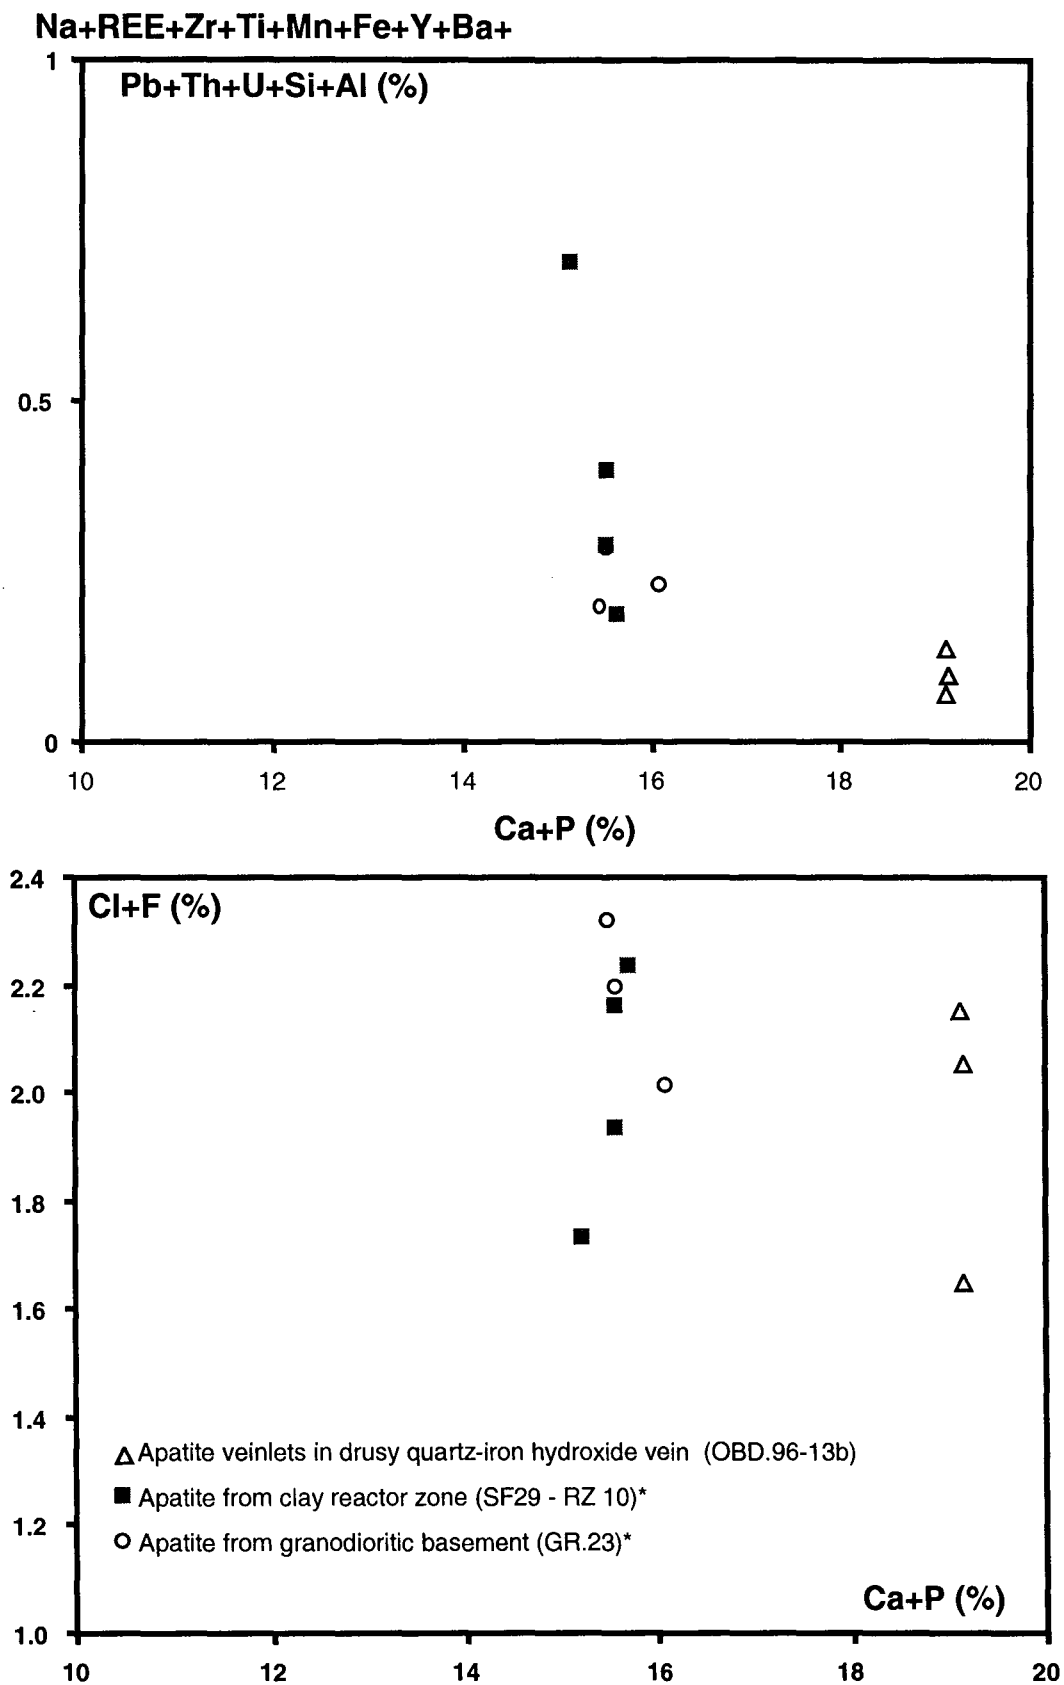 Na+REE+Zr+Ti+Mn+Fe+Y+Ba+
1
Pb+Th+U+Si+Al (%)
0.5
0
10 12 14 16 18 20
Ca+P (%)
2.4
Cl+F (%)
2.2
2.0
1.8
1.6
1.4
Apatite veinlets in drusy quartz-iron hydroxide vein (OBD.96-13b)
Apatite from clay reactor zone (SF29 - RZ 10)*
1.2
Apatite from granodioritic basement (GR.23)*
Ca+P (%)
1.0
10 12 14 16 18 20